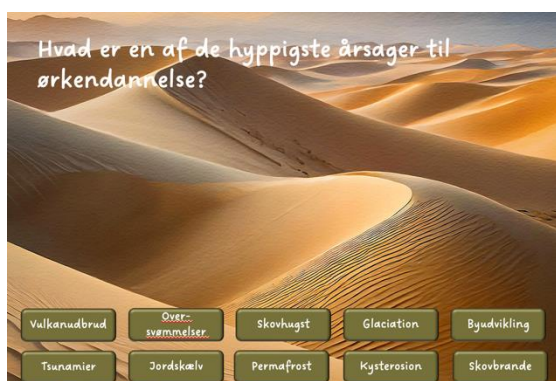 Hvad er en af de hyppigste årsager til
ørkendannelse?
Vulkanudbrud
Over-
svømmelser
Skovhugst
Glaciation
Byudvikling
Tsunamier
Jordskælv
Permafrost
Kysterosion
Skovbrande